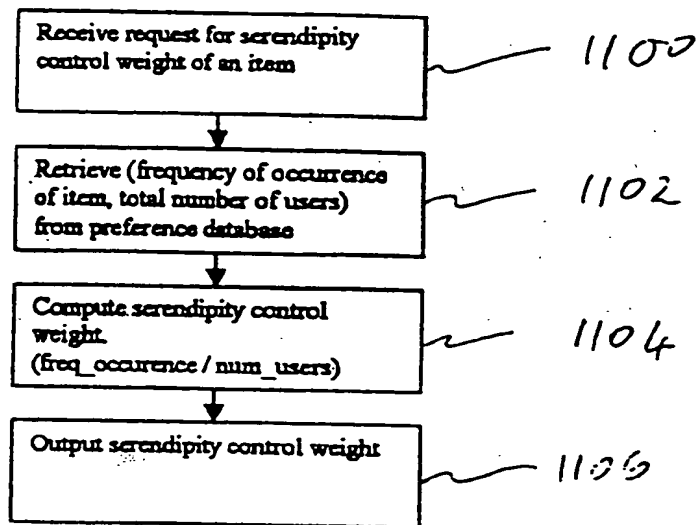 Receive request for serendipity
control weight of an item
1100
Retrieve (frequency of occurrence
of item, total number of users)
from preference database
1102
Compute serendipity control
weight.
(freq_occurence / num_users)
1104
Output serendipity control weight
1106